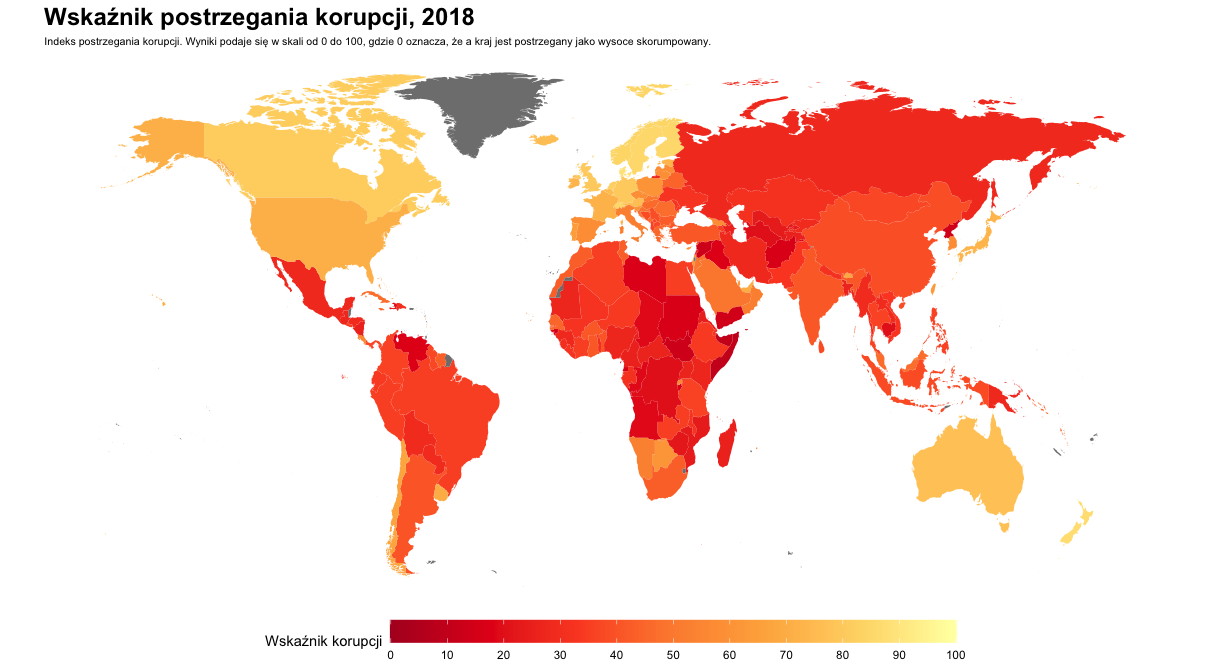 Wskaźnik postrzegania korupcji, 2018
Indeks postrzegania korupcji. Wyniki podaje się w skali od 0 do 100, gdzie 0 oznacza, że a kraj jest postrzegany jako wysoce skorumpowany.
Wskaźnik korupcji
0 10 20 30 40 50 60 70 80 90 100